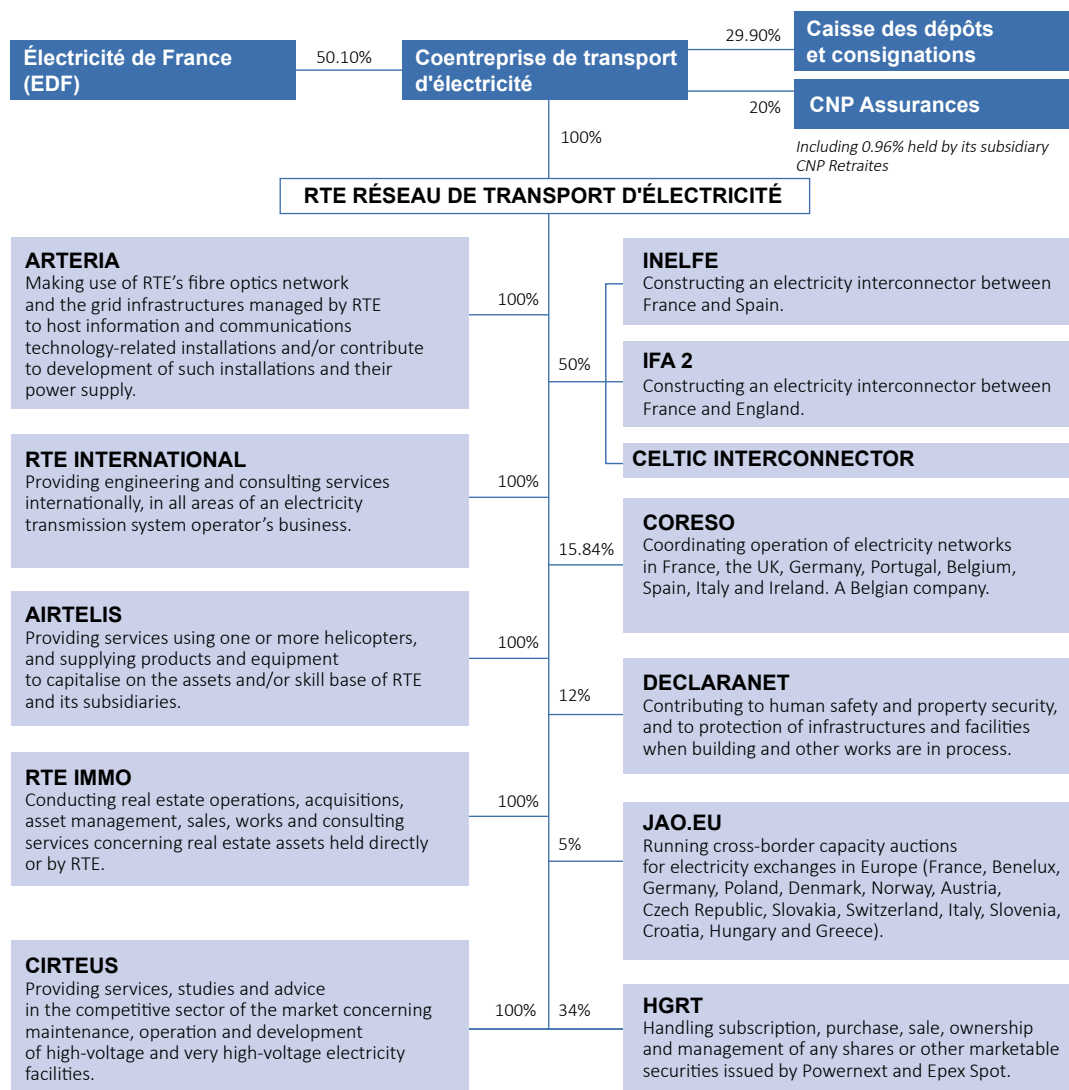 Électricité de France
(EDF)
50.10%
Coentreprise de transport
d'électricité
29.90%
Caisse des dépôts
et consignations
20%
CNP Assurances
Including 0.96% held by its subsidiary
CNP Retraites
100%
RTE RÉSEAU DE TRANSPORT D'ÉLECTRICITÉ
ARTERIA
Making use of RTE’s fibre optics network
and the grid infrastructures managed by RTE
to host information and communications
technology-related installations and/or contribute
to development of such installations and their
power supply.
100%
RTE INTERNATIONAL
Providing engineering and consulting services
internationally, in all areas of an electricity
transmission system operator’s business.
100%
AIRTELIS
Providing services using one or more helicopters,
and supplying products and equipment
to capitalise on the assets and/or skill base of RTE
and its subsidiaries.
100%
RTE IMMO
Conducting real estate operations, acquisitions,
asset management, sales, works and consulting
services concerning real estate assets held directly
or by RTE.
100%
CIRTEUS
Providing services, studies and advice
in the competitive sector of the market concerning
maintenance, operation and development
of high-voltage and very high-voltage electricity
facilities.
100%
50%
INELFE
Constructing an electricity interconnector between
France and Spain.
IFA 2
Constructing an electricity interconnector between
France and England.
CELTIC INTERCONNECTOR
15.84%
CORESO
Coordinating operation of electricity networks
in France, the UK, Germany, Portugal, Belgium,
Spain, Italy and Ireland. A Belgian company.
12%
DECLARANET
Contributing to human safety and property security,
and to protection of infrastructures and facilities
when building and other works are in process.
5%
JAO.EU
Running cross-border capacity auctions
for electricity exchanges in Europe (France, Benelux,
Germany, Poland, Denmark, Norway, Austria,
Czech Republic, Slovakia, Switzerland, Italy, Slovenia,
Croatia, Hungary and Greece).
34%
HGRT
Handling subscription, purchase, sale, ownership
and management of any shares or other marketable
securities issued by Powernext and Epex Spot.